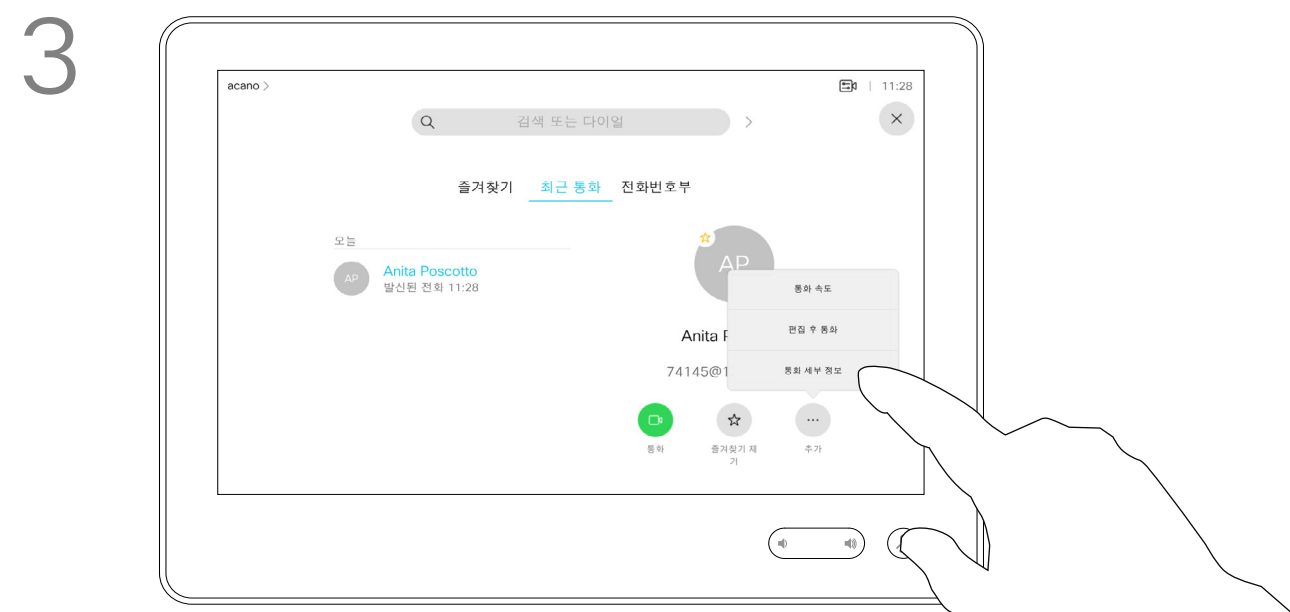 3
acano >
11:28
검색 또는 다이얼
즐겨찾기 최근 통화 전화번호부
오늘
AP
Anita Poscotto
발신된 전화 11:28
AP
통화 속도
편집 후 통화
통화 세부 정보
Anita P
74145@1
통화
즐겨찾기 제
거
추가